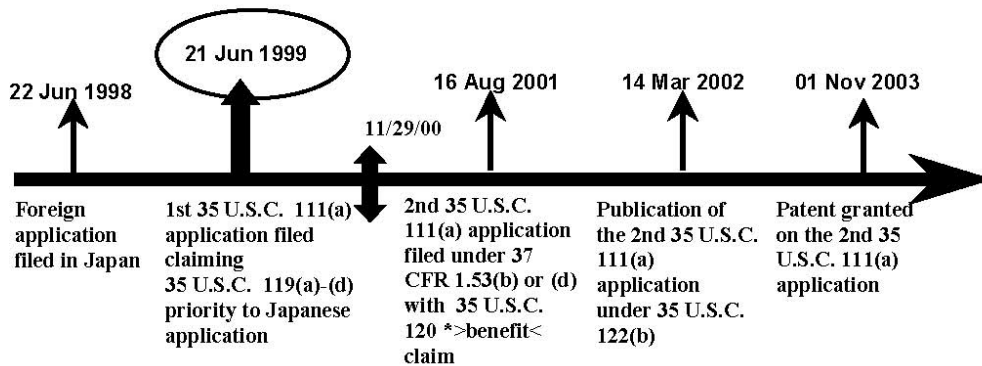 21 Jun 1999
22 Jun 1998
16 Aug 2001
14 Mar 2002
01 Nov 2003
11/29/00
Foreign
application
filed in Japan
1st 35 U.S.C. 111(a)
application filed
claiming
35 U.S.C. 119(a)-(d)
priority to Japanese
application
2nd 35 U.S.C.
111(a) application
filed under 37
CFR 1.53(b) or (d)
with 35 U.S.C.
120 *>benefit<
claim
Publication of
the 2nd 35 U.S.C.
111(a)
application
under 35 U.S.C.
122(b)
Patent granted
on the 2nd 35
U.S.C. 111(a)
application